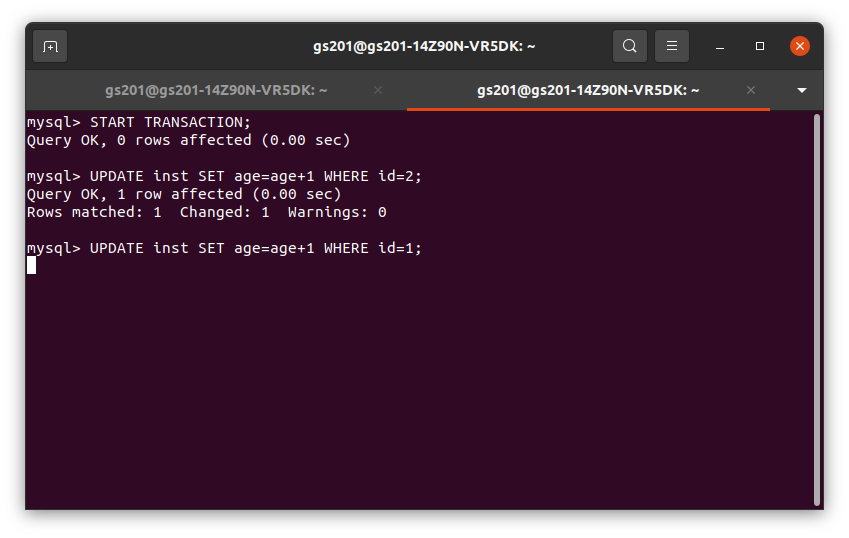 gs201@gs201-14Z90N-VR5DK: ~
gs201@gs201-14Z90N-VR5DK: ~
gs201@gs201-14Z90N-VR5DK: ~
mysql> START TRANSACTION;
Query OK, 0 rows affected (0.00 sec)
mysql> UPDATE inst SET age=age+1 WHERE id=2;
Query OK, 1 row affected (0.00 sec)
Rows matched: 1  Changed: 1  Warnings: 0
mysql> UPDATE inst SET age=age+1 WHERE id=1;